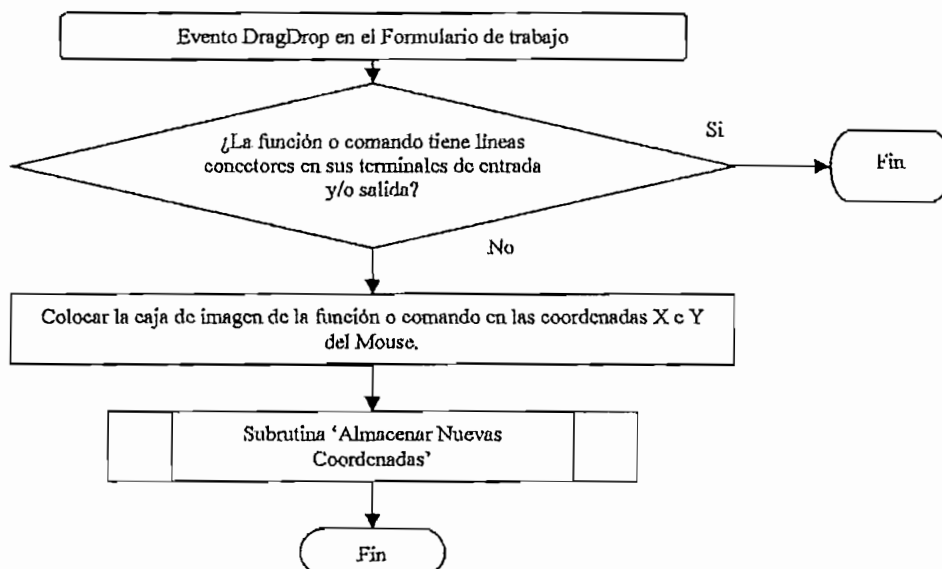 Evento DragDrop en el Formulario de trabajo
¿La función o comando tiene líneas
conectores en sus terminales de entrada
y/o salida?
Si
Fin
No
Colocar la caja de imagen de la función o comando en las coordenadas X e Y
del Mouse.
Subrutina ‘Almacenar Nuevas
Coordenadas’
Fin